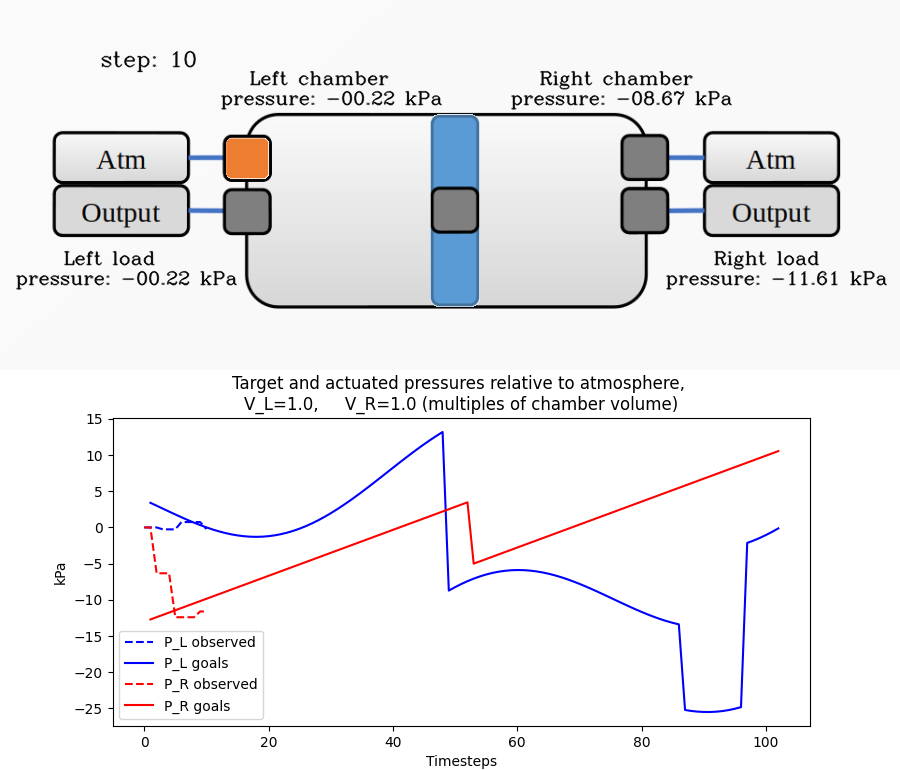 step: 10
Left chamber
pressure: −00.22 kPa
Right chamber
pressure: −08.67 kPa
Atm
Output
Atm
Output
Left load
pressure: −00.22 kPa
Right load
pressure: −11.61 kPa
Target and actuated pressures relative to atmosphere,
V_L=1.0, V_R=1.0 (multiples of chamber volume)
15
10
5
0
−5
−10
−15
−20
−25
kPa
P_L observed
P_L goals
P_R observed
P_R goals
0 20 40 60 80 100
Timesteps